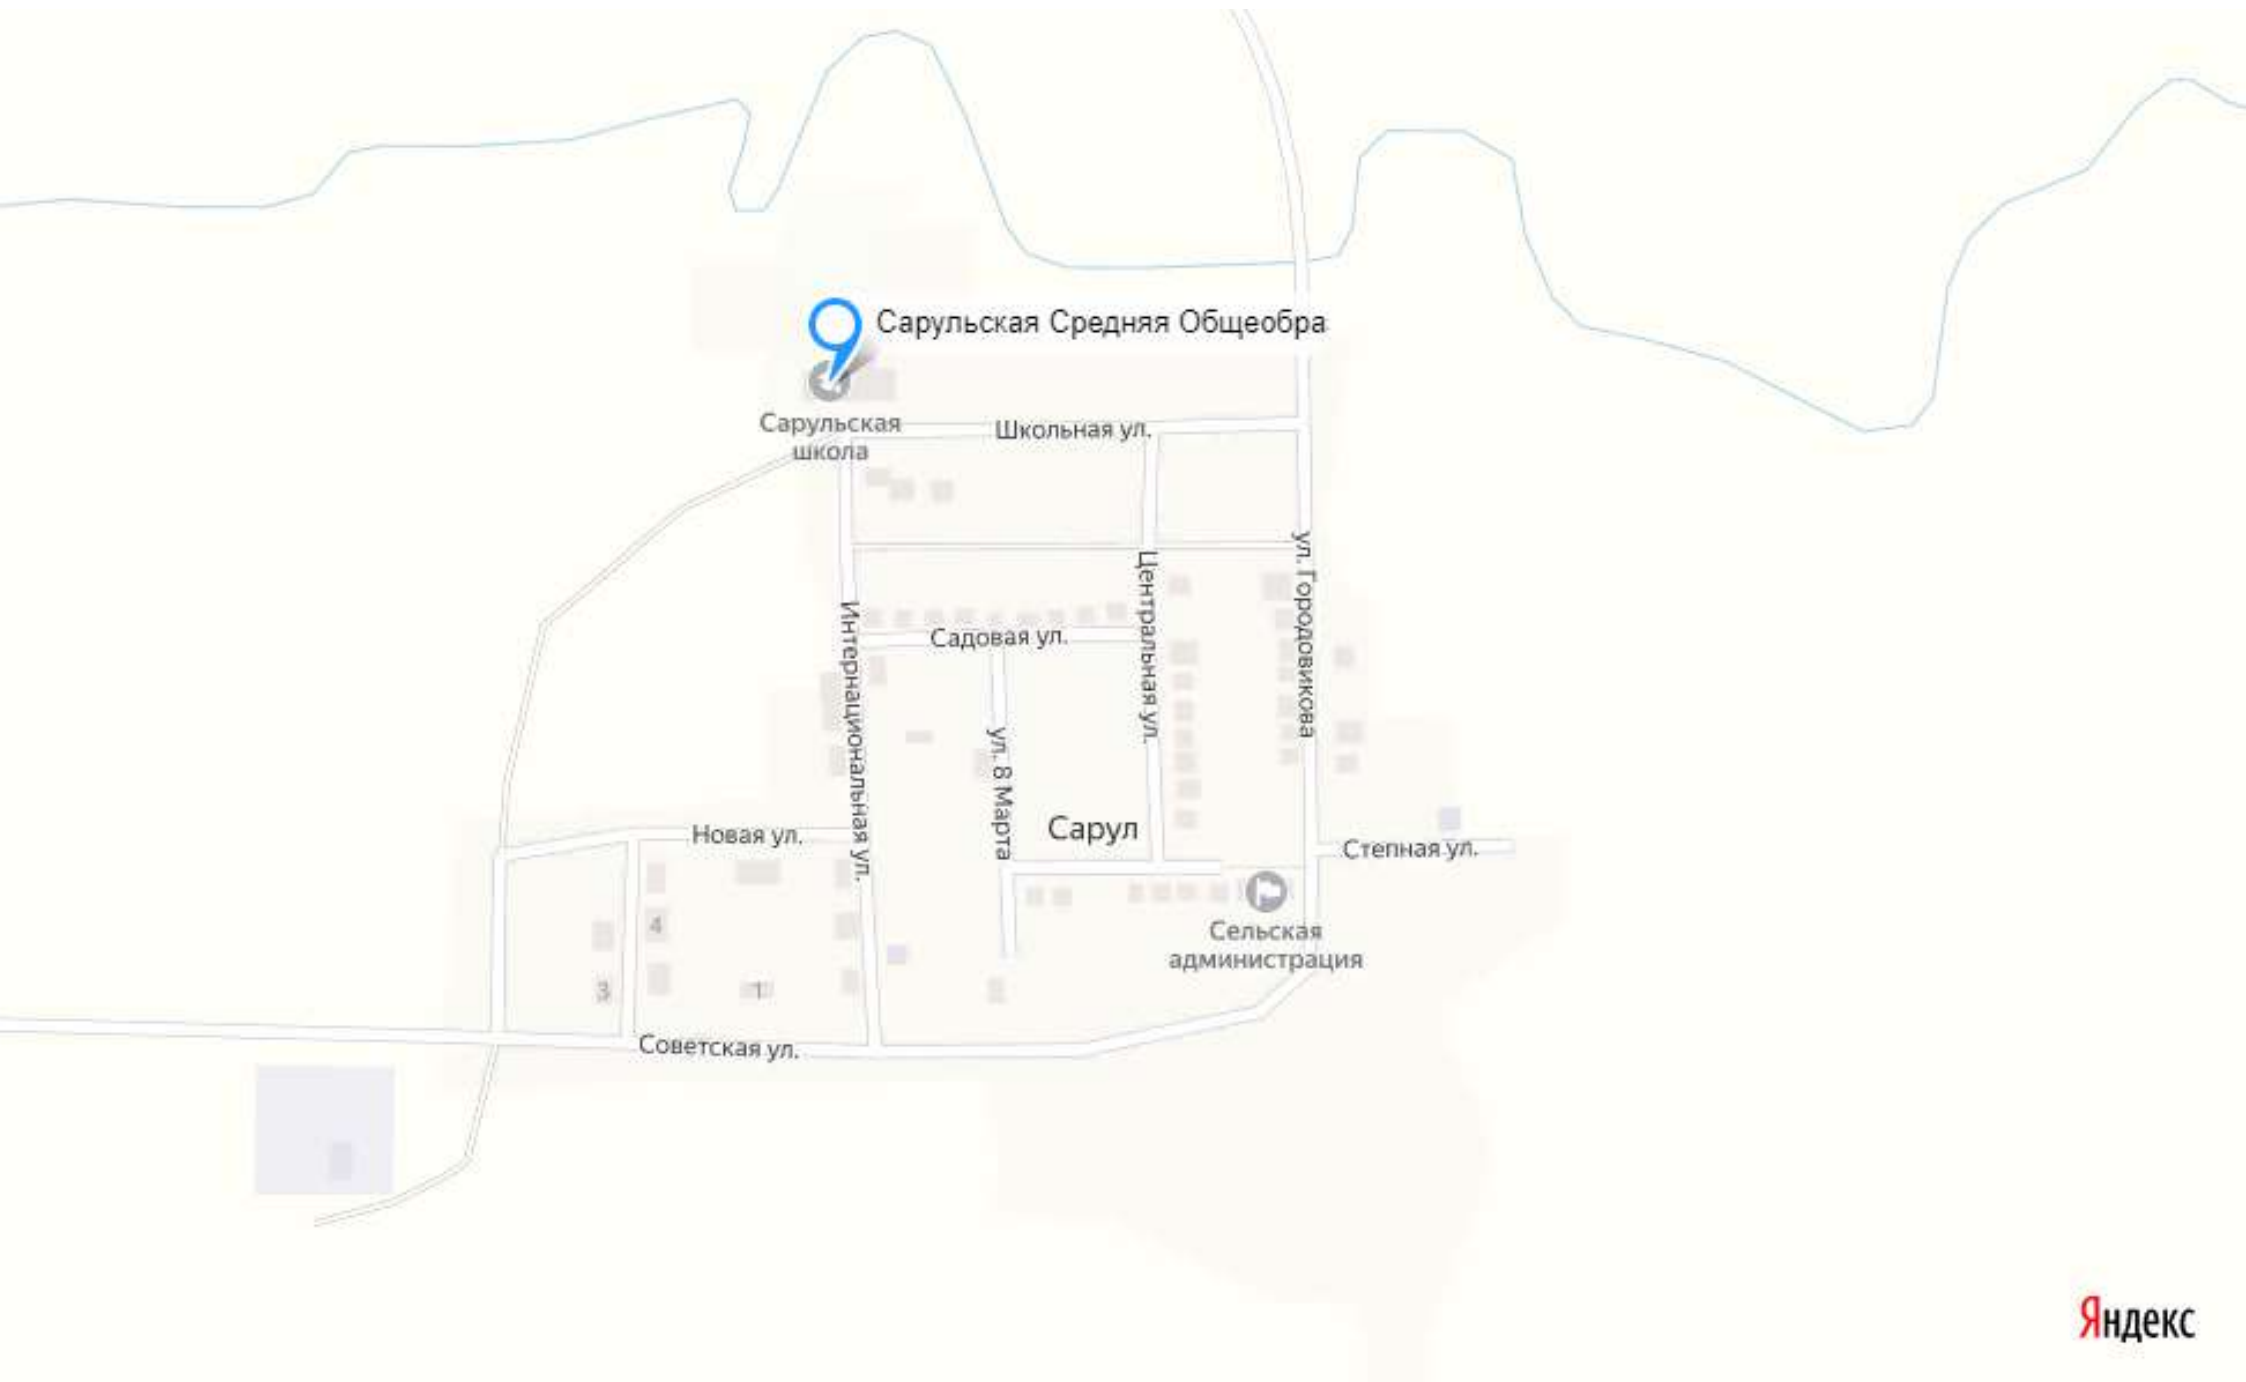 Сарульская Средняя Общеобра
Сарульская
школа
Школьная ул.
ул. Городовикова
Центральная ул.
Интернациональная ул.
Садовая ул.
ул. 8 Марта
Сарул
Новая ул.
Степная ул.
4
Сельская
администрация
3
1
Советская ул.
Яндекс